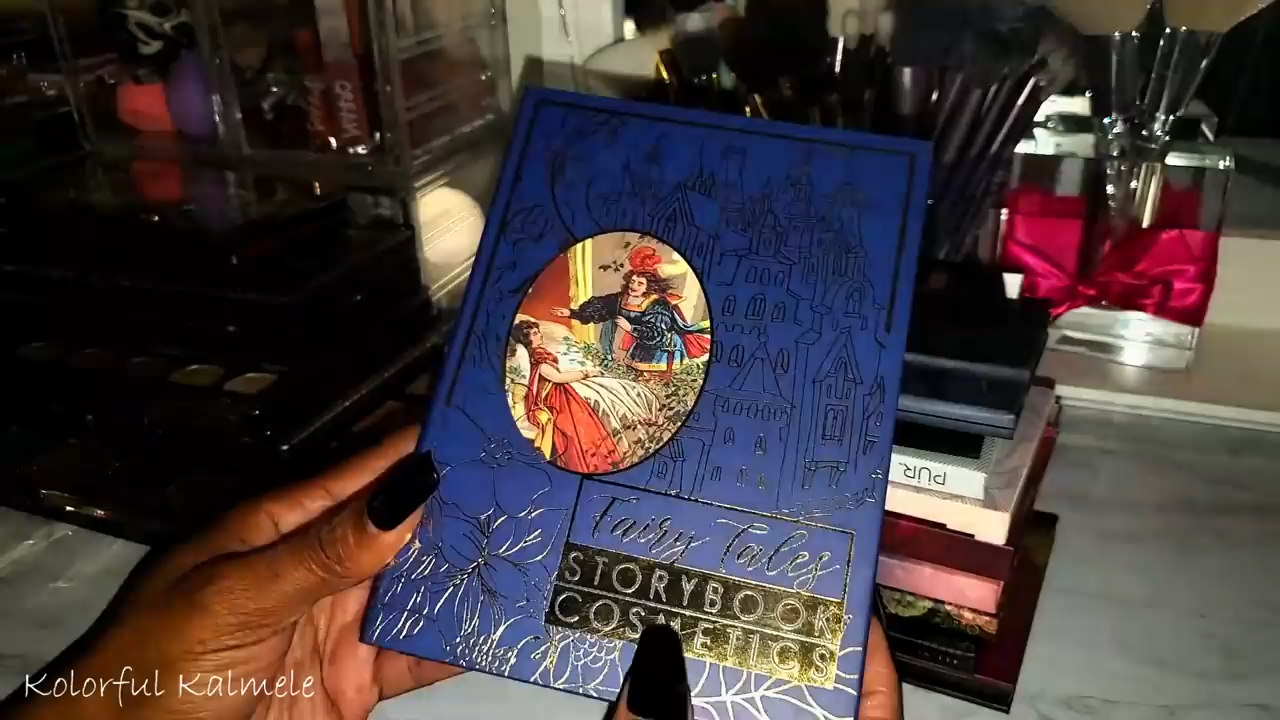 Fairy Tales
STORYBOOK
COSMETICS
PÜR.
Kolorful Kalmele